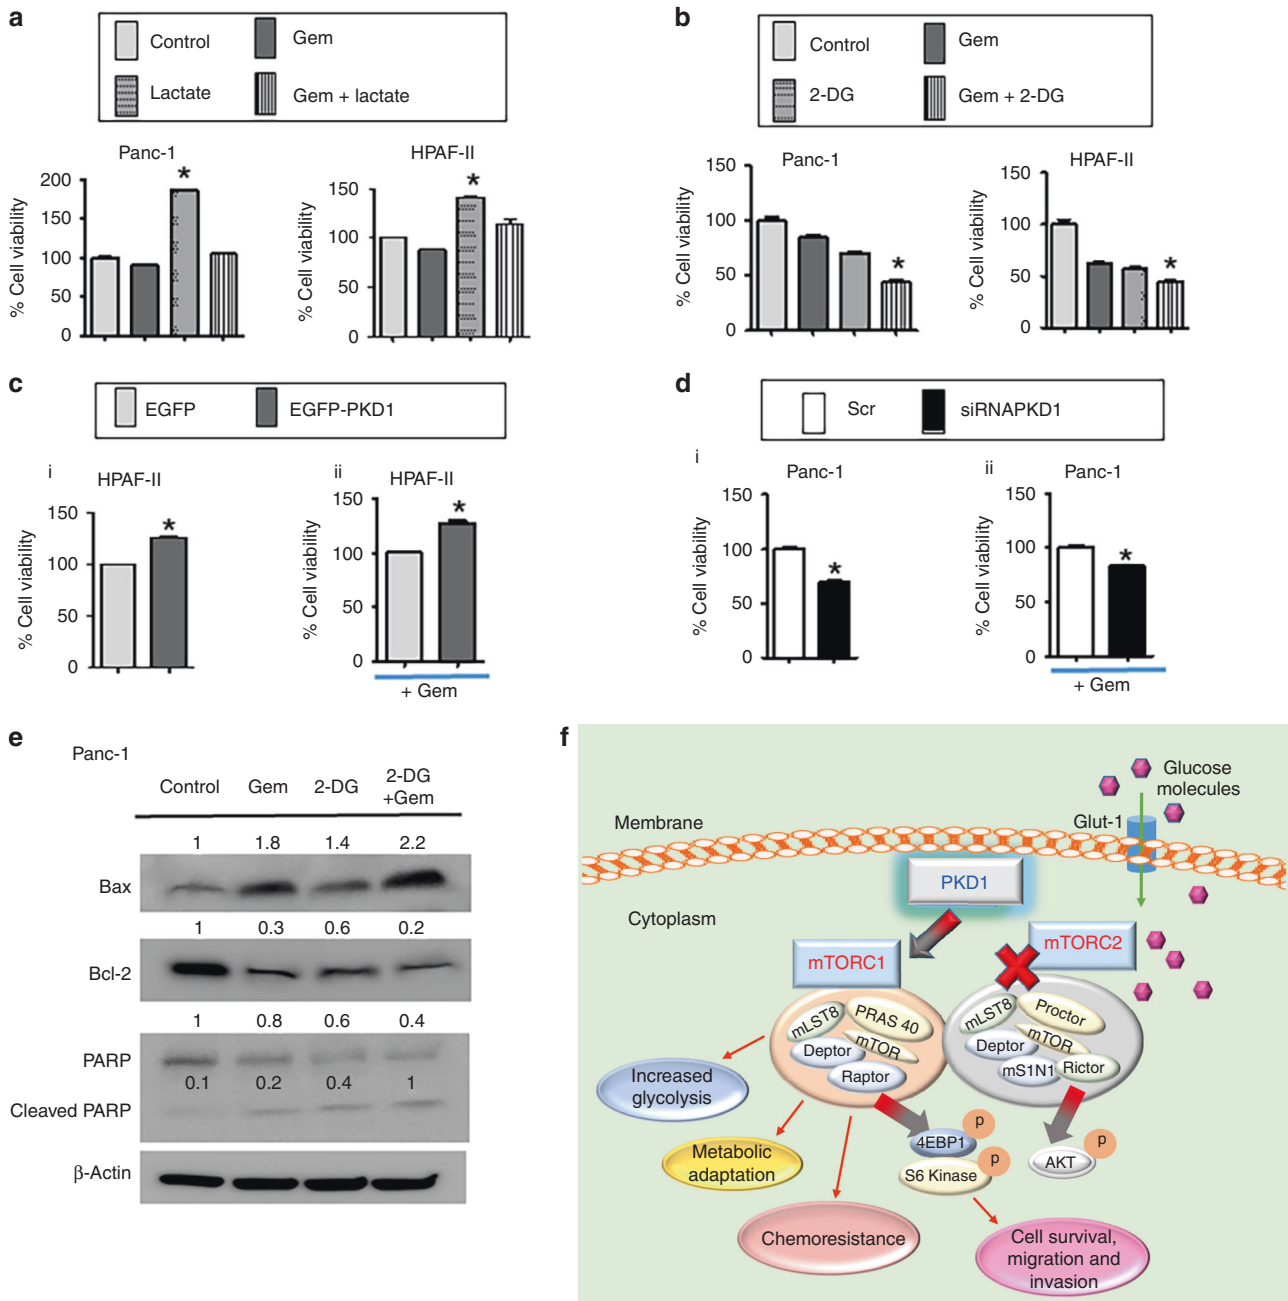 a
Control
Gem
Lactate
Gem + lactate
Panc-1
% Cell viability
200
150
100
50
0
*
HPAF-II
% Cell viability
150
100
50
0
*
b
Control
Gem
2-DG
Gem + 2-DG
Panc-1
% Cell viability
150
100
50
0
*
HPAF-II
% Cell viability
150
100
50
0
*
c
EGFP
EGFP-PKD1
i
HPAF-II
% Cell viability
150
100
50
0
*
ii
HPAF-II
% Cell viability
150
100
50
0
*
+ Gem
d
Scr
siRNAPKD1
i
Panc-1
% Cell viability
150
100
50
0
*
ii
Panc-1
% Cell viability
150
100
50
0
*
+ Gem
e
Panc-1
Control
Gem
2-DG
2-DG
+Gem
1 1.8 1.4 2.2
Bax
1 0.3 0.6 0.2
Bcl-2
1 0.8 0.6 0.4
PARP
0.1 0.2 0.4 1
Cleaved PARP
β-Actin
f
Glucose
molecules
Membrane
Glut-1
PKD1
Cytoplasm
mTORC1
mTORC2
mLST8
PRAS 40
mTOR
Deptor
Raptor
mLST8
Proctor
mTOR
Deptor
mS1N1
Rictor
Increased
glycolysis
Metabolic
adaptation
Chemoresistance
4EBP1
p
S6 Kinase
p
AKT
p
Cell survival,
migration and
invasion